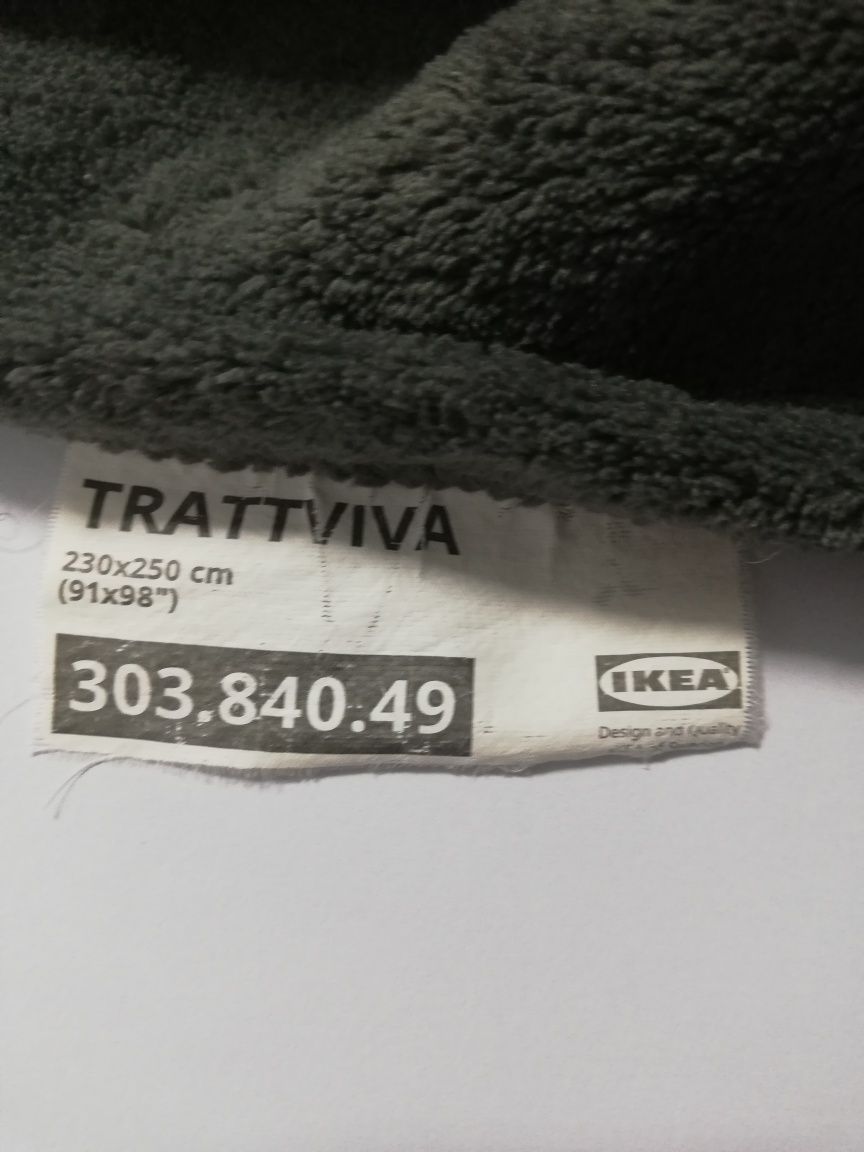 TRATTVIVA
230x250 cm
(91x98")
303.840.49
IKEA®
Design and Quality